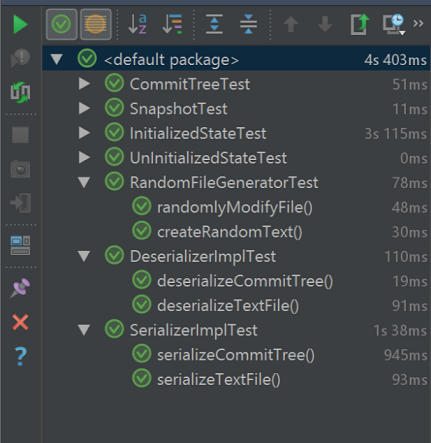 <default package> 4s 403ms
CommitTreeTest 51ms
SnapshotTest 11ms
InitializedStateTest 3s 115ms
UnInitializedStateTest 0ms
RandomFileGeneratorTest 78ms
randomlyModifyFile() 48ms
createRandomText() 30ms
DeserializerImplTest 110ms
deserializeCommitTree() 19ms
deserializeTextFile() 91ms
SerializerImplTest 1s 38ms
serializeCommitTree() 945ms
serializeTextFile() 93ms